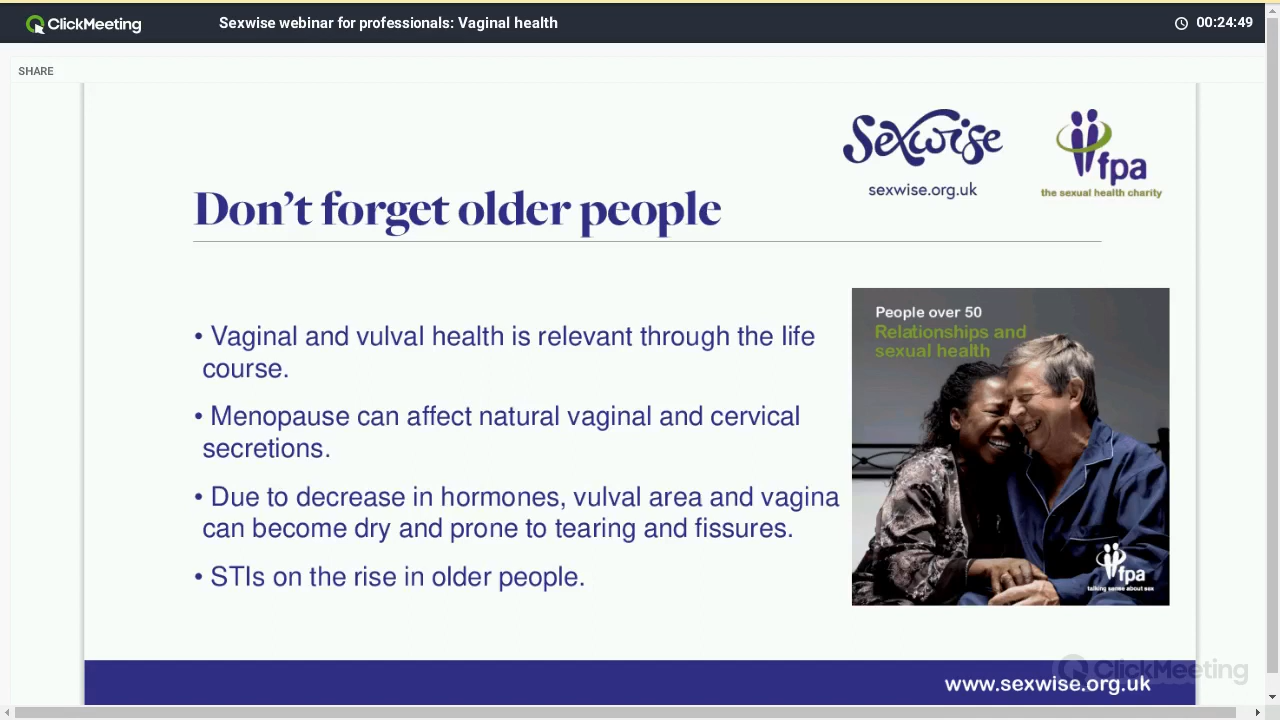 ClickMeeting
Sexwise webinar for professionals: Vaginal health
00:24:49
SHARE
Sexwise
sexwise.org.uk
fpa
the sexual health charity
Don't forget older people
• Vaginal and vulval health is relevant through the life
course.
• Menopause can affect natural vaginal and cervical
secretions.
• Due to decrease in hormones, vulval area and vagina
can become dry and prone to tearing and fissures.
• STIs on the rise in older people.
People over 50
Relationships and
sexual health
fpa
talking sense about sex
ClickMeeting
www.sexwise.org.uk